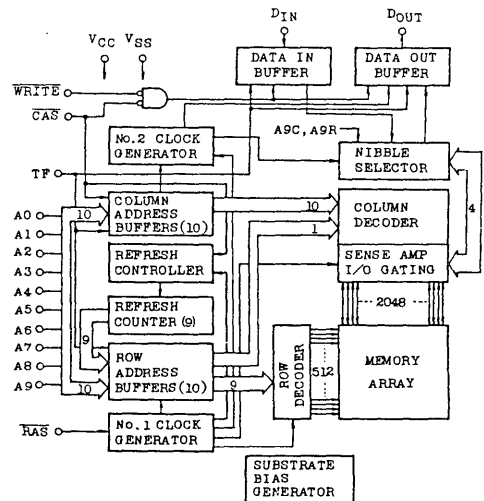 DIN
DOUT
VCC
VSS
DATA IN
BUFFER
DATA OUT
BUFFER
WRITE
CAS
No.2 CLOCK
GENERATOR
A9C, A9R
NIBBLE
SELECTOR
TF
COLUMN
ADDRESS
BUFFERS(10)
10
10
1
4
COLUMN
DECODER
A0
A1
A2
A3
A4
A5
A6
A7
A8
A9
REFRESH
CONTROLLER
SENSE AMP
I/O GATING
2048
REFRESH
COUNTER(9)
9
ROW
ADDRESS
BUFFERS(10)
10
9
ROW
DECODER
512
MEMORY
ARRAY
RAS
No.1 CLOCK
GENERATOR
SUBSTRATE
BIAS
GENERATOR